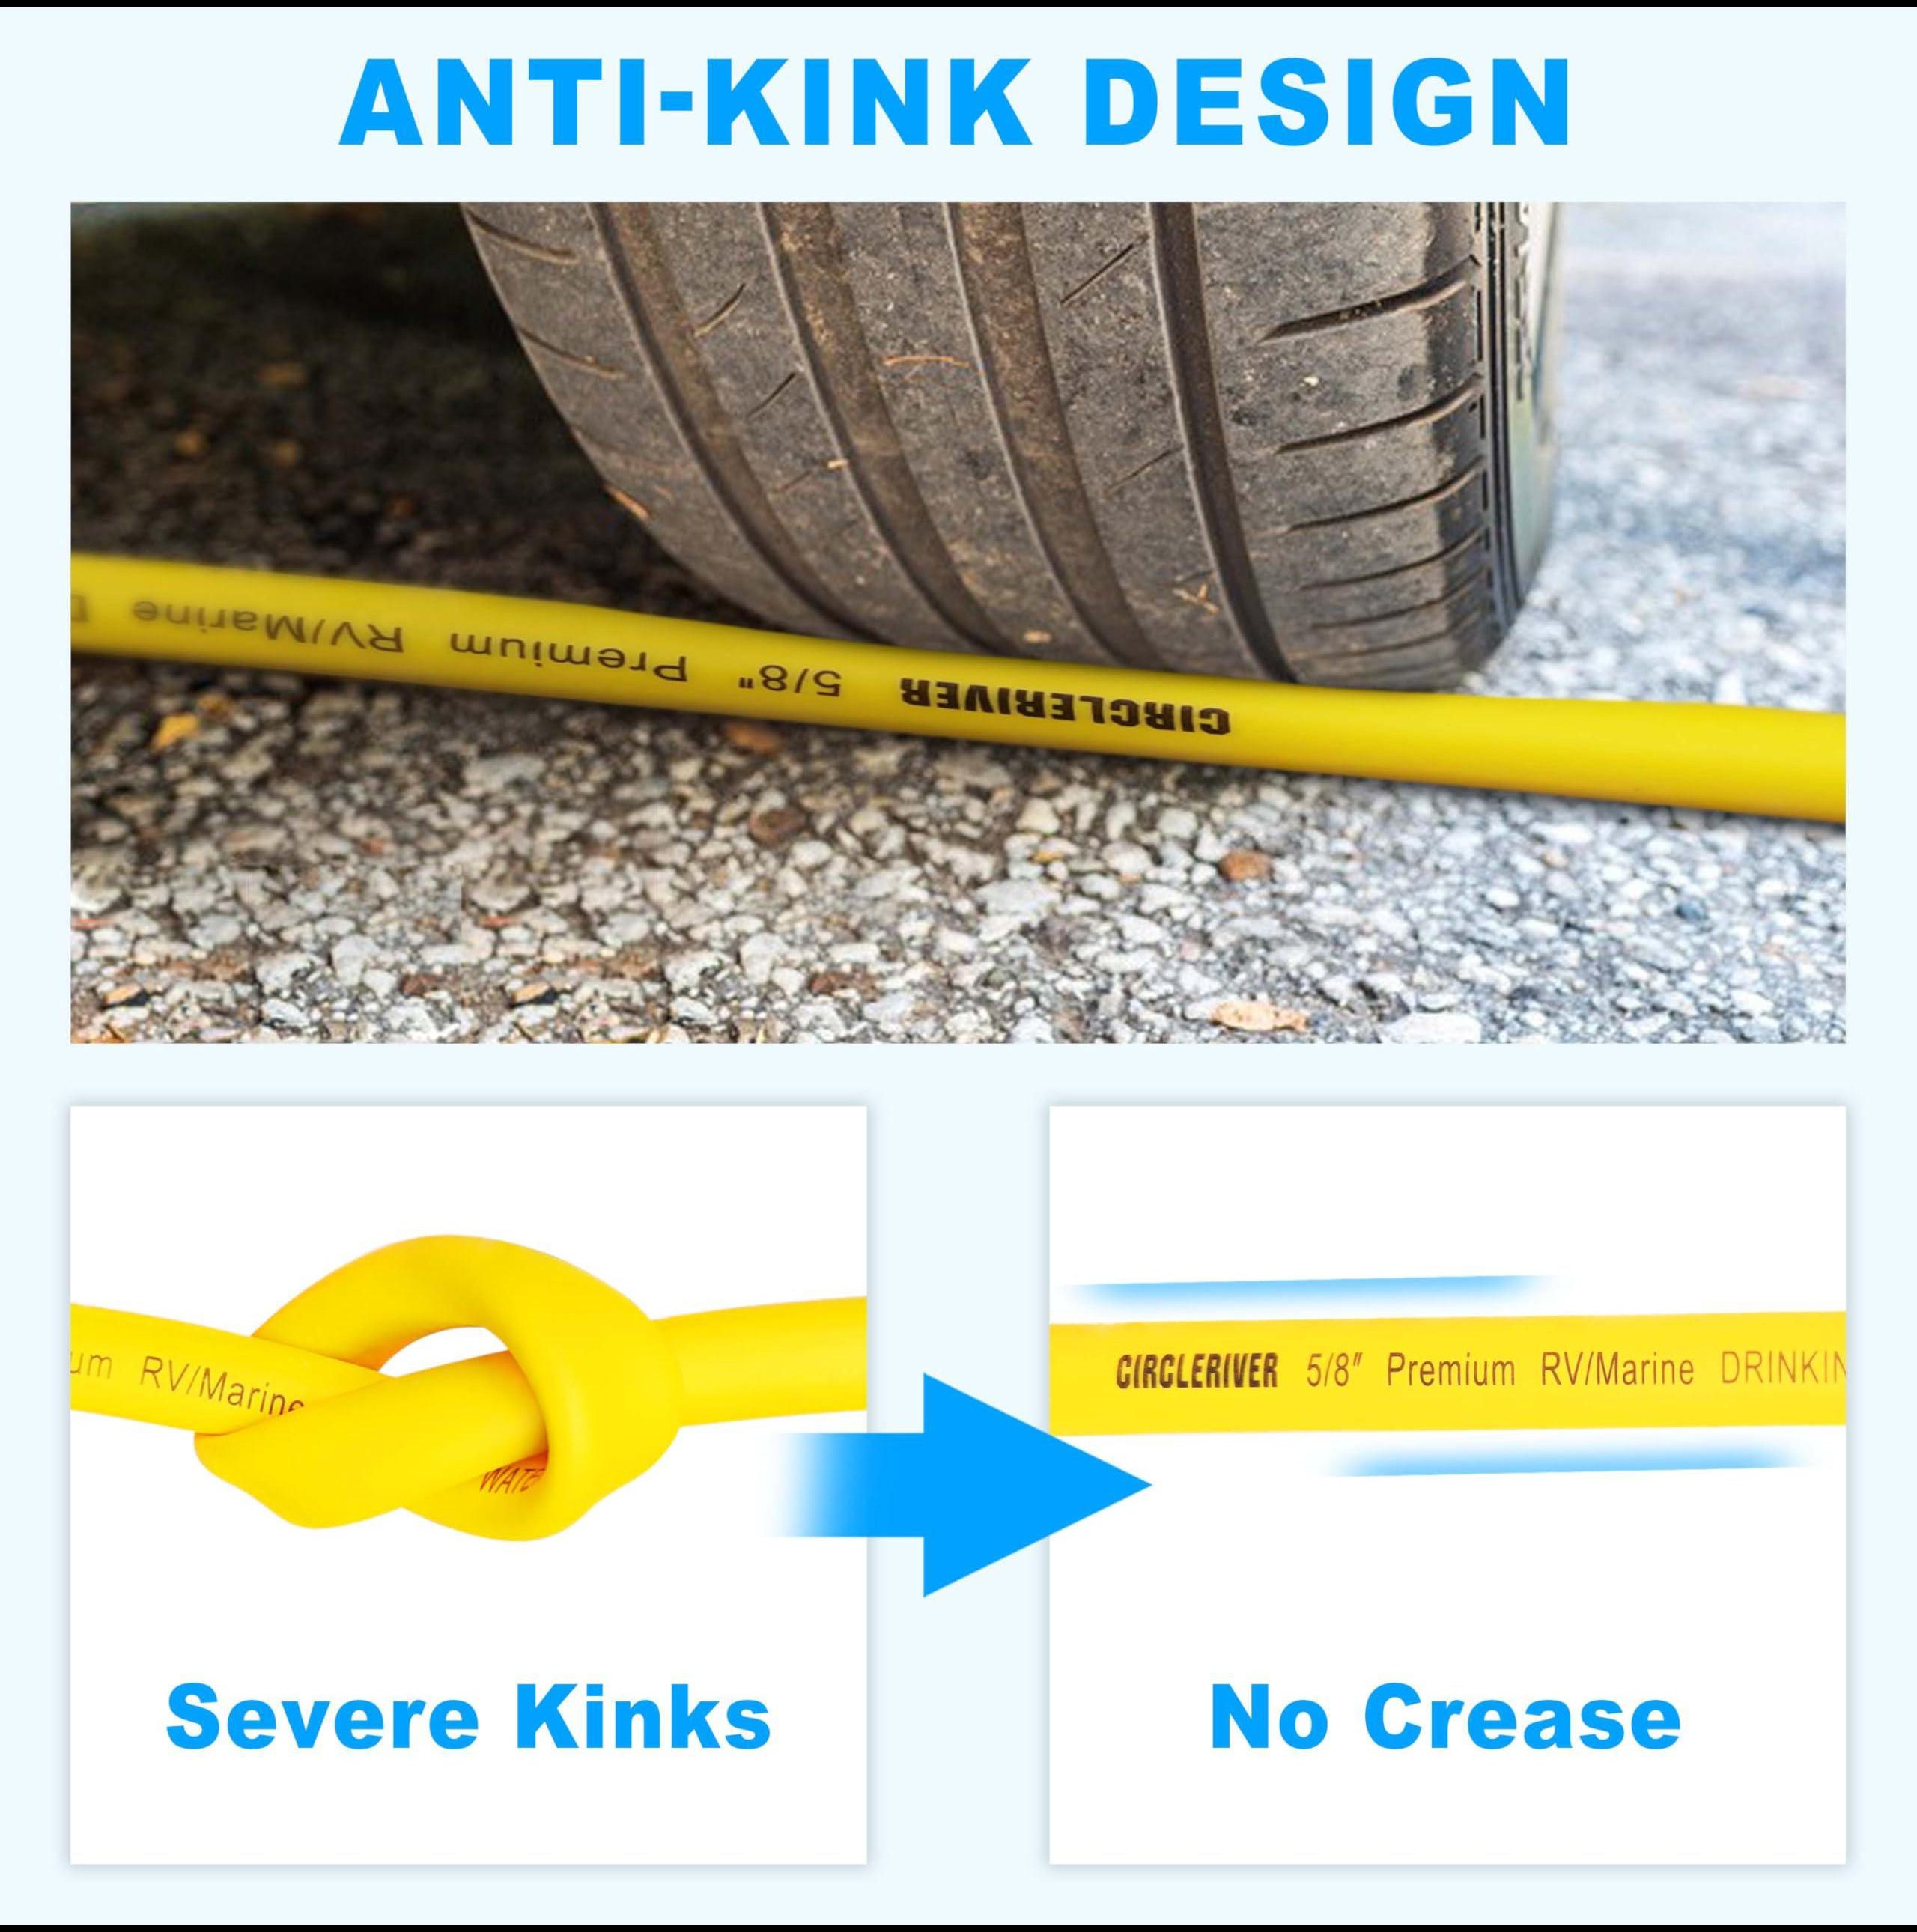 ANTI-KINK DESIGN
CIRCLERIVER 5/8" Premium RV/Marine D
um RV/Marine
WATE
CIRCLERIVER 5/8" Premium RV/Marine DRINKIN
Severe Kinks
No Crease